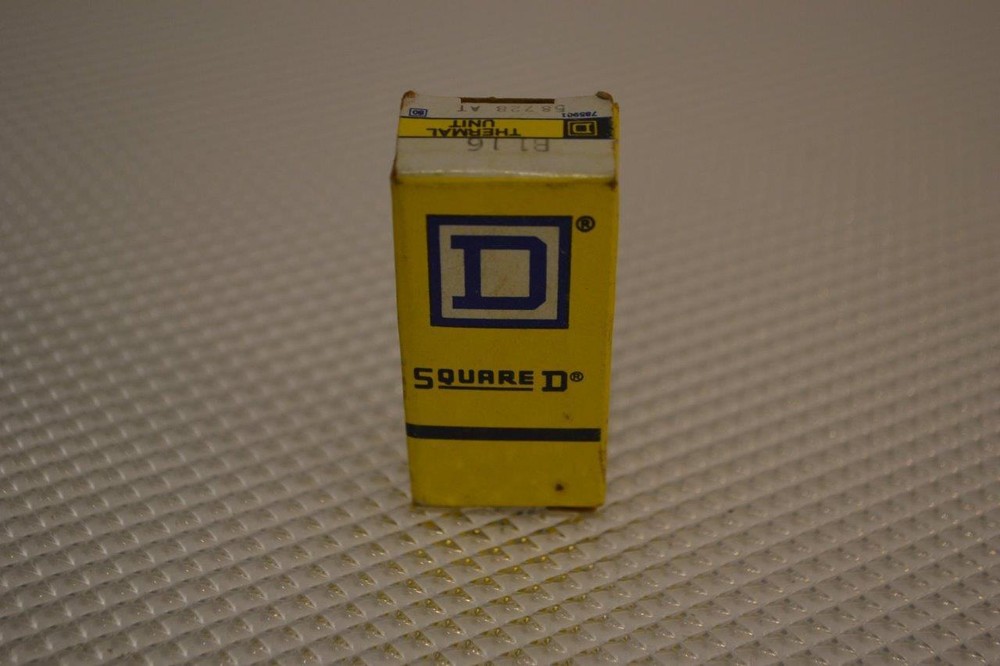 B1.16
THERMAL
UNIT
D
785901
58728 AT
D®
SQUARE D®